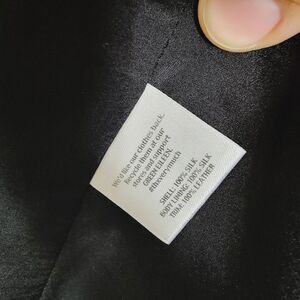 We'd like our clothes back.
Recycle them at our
stores and support
GREEN EILEEN.
#thxverymuch
SHELL: 100% SILK
BODY LINING: 100% SILK
TRIM: 100% LEATHER